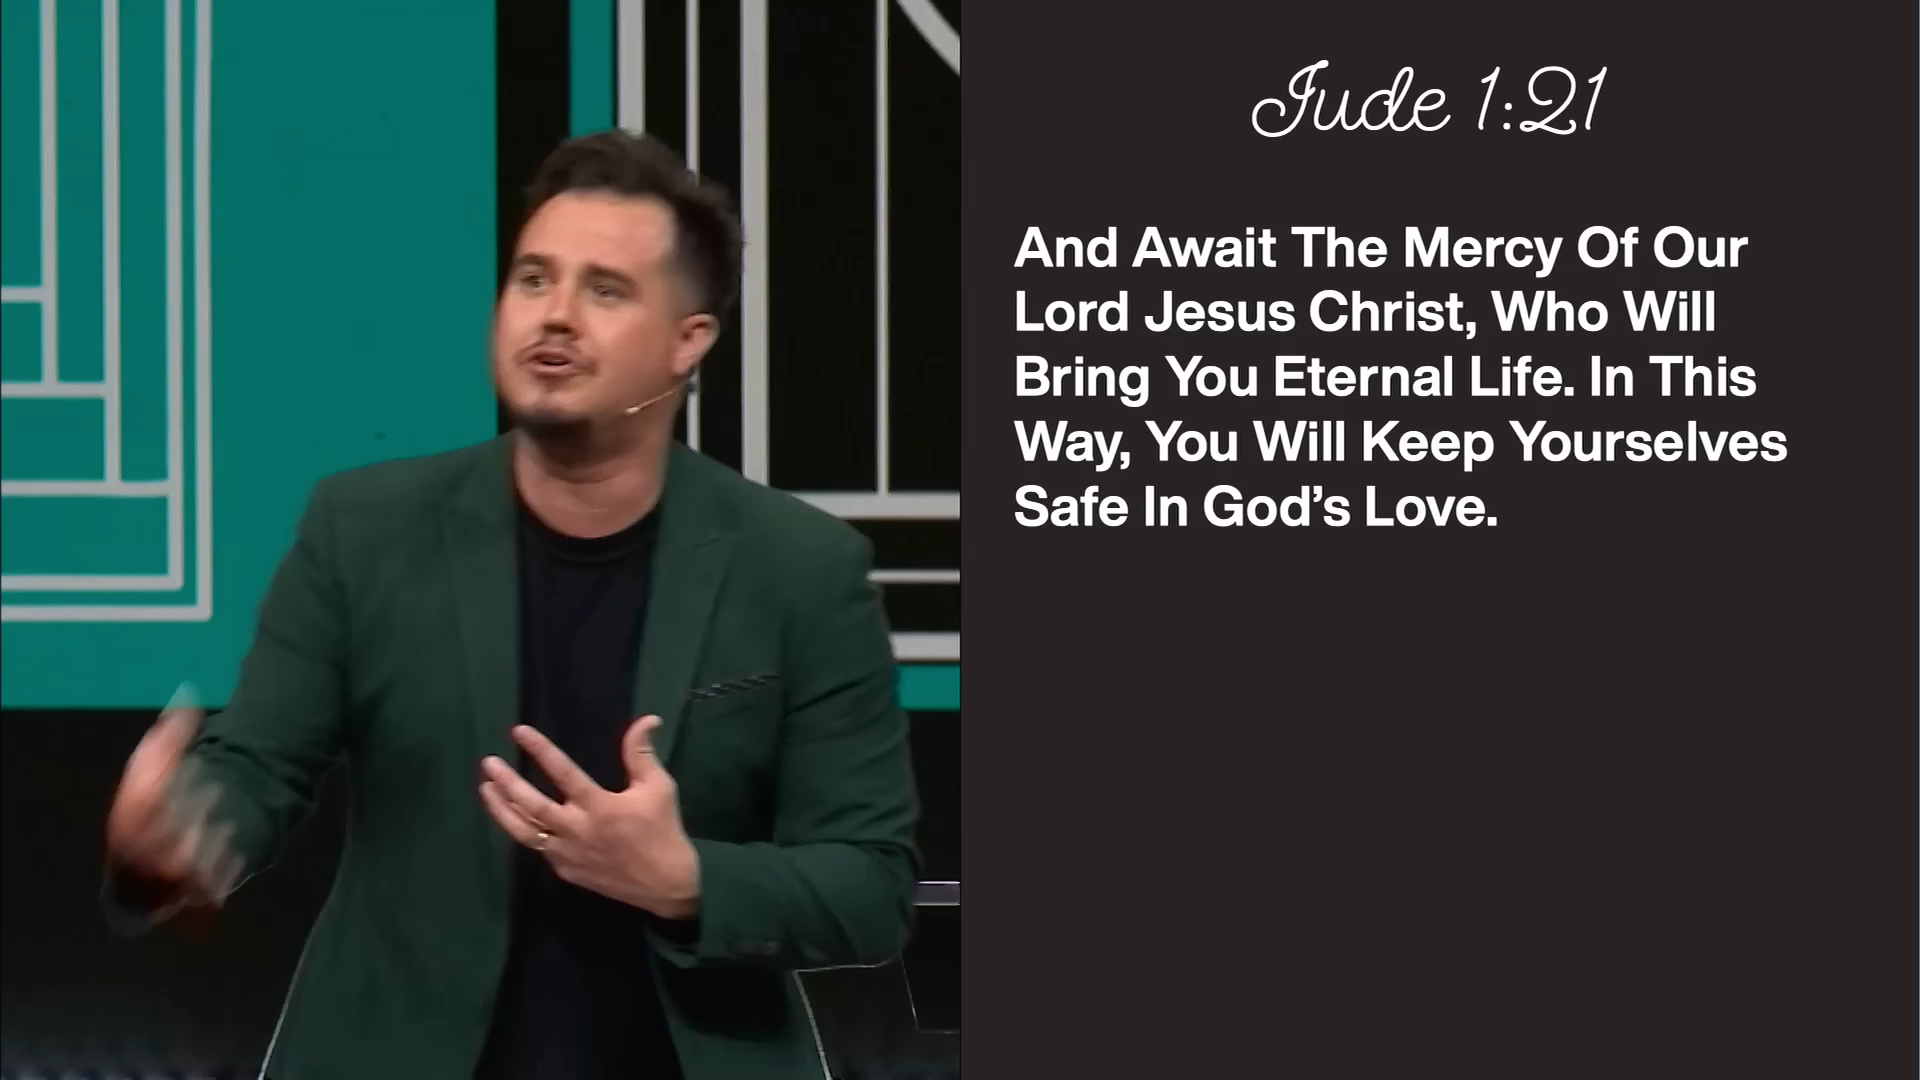 Jude 1:21
And Await The Mercy Of Our
Lord Jesus Christ, Who Will
Bring You Eternal Life. In This
Way, You Will Keep Yourselves
Safe In God’s Love.